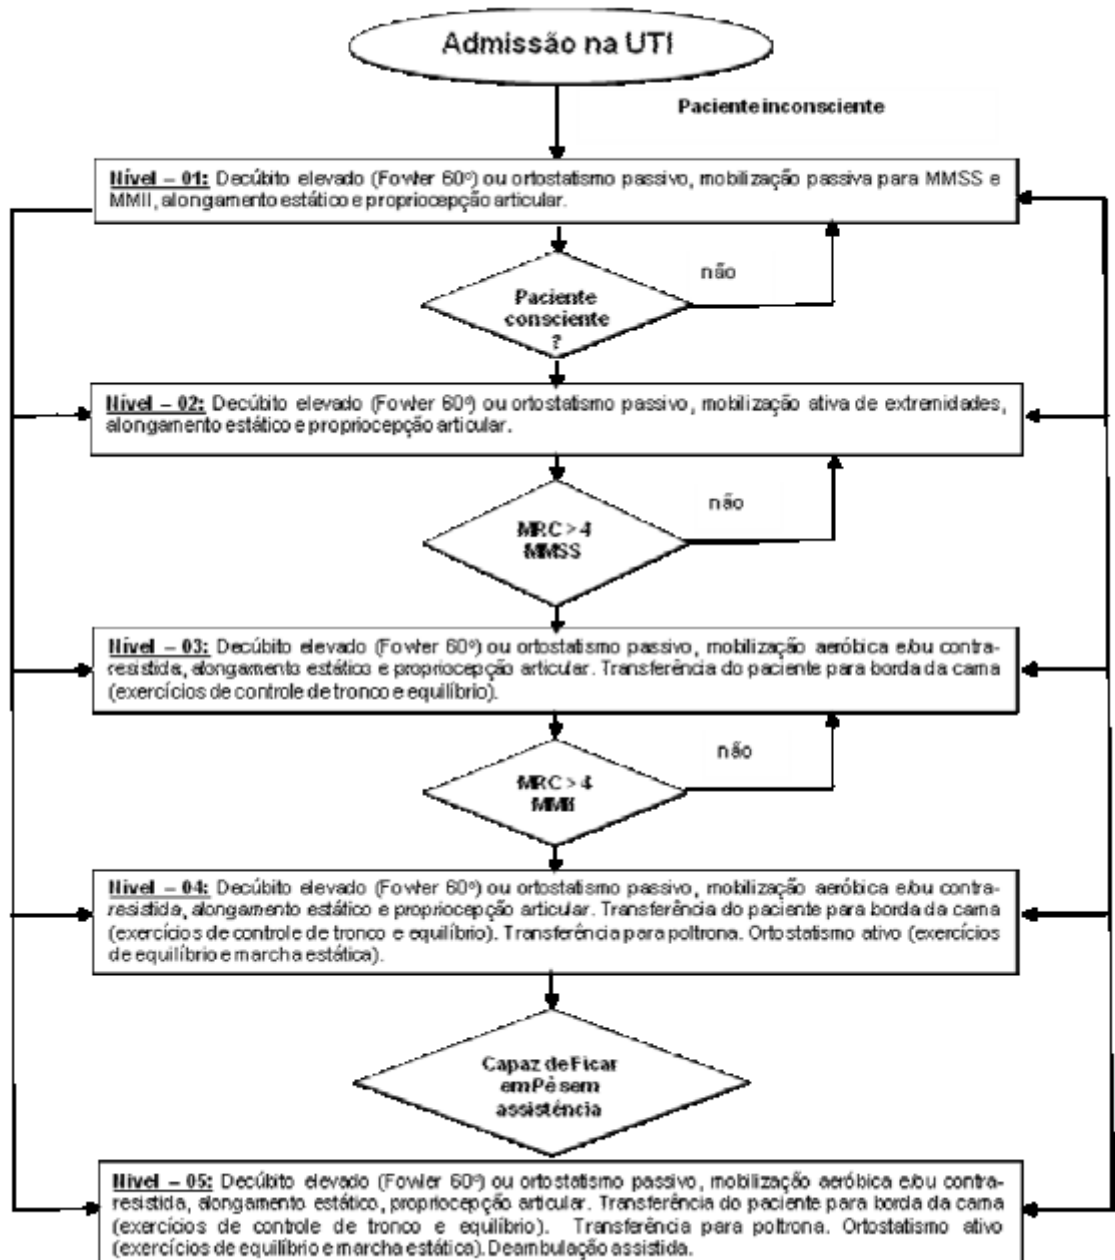 Admissão na UTI
Paciente inconsciente
Nível – 01: Decúbito elevado (Fowler 60º) ou ortostatismo passivo, mobilização passiva para MMSS e
MMII, alongamento estático e propriocepção articular.
não
Paciente
consciente
?
Nível – 02: Decúbito elevado (Fowler 60º) ou ortostatismo passivo, mobilização ativa de extremidades,
alongamento estático e propriocepção articular.
não
MRC > 4
MMSS
Nível – 03: Decúbito elevado (Fowler 60º) ou ortostatismo passivo, mobilização aeróbica e/ou contra-
resistida, alongamento estático e propriocepção articular. Transferência do paciente para borda da cama
(exercícios de controle de tronco e equilíbrio).
não
MRC > 4
MMII
Nível – 04: Decúbito elevado (Fowler 60º) ou ortostatismo passivo, mobilização aeróbica e/ou contra-
resistida, alongamento estático e propriocepção articular. Transferência do paciente para borda da cama
(exercícios de controle de tronco e equilíbrio). Transferência para poltrona. Ortostatismo ativo (exercícios
de equilíbrio e marcha estática).
Capaz de Ficar
em Pé sem
assistência
Nível – 05: Decúbito elevado (Fowler 60º) ou ortostatismo passivo, mobilização aeróbica e/ou contra-
resistida, alongamento estático, propriocepção articular. Transferência do paciente para borda da cama
(exercícios de controle de tronco e equilíbrio). Transferência para poltrona. Ortostatismo ativo
(exercícios de equilíbrio e marcha estática). Deambulação assistida.